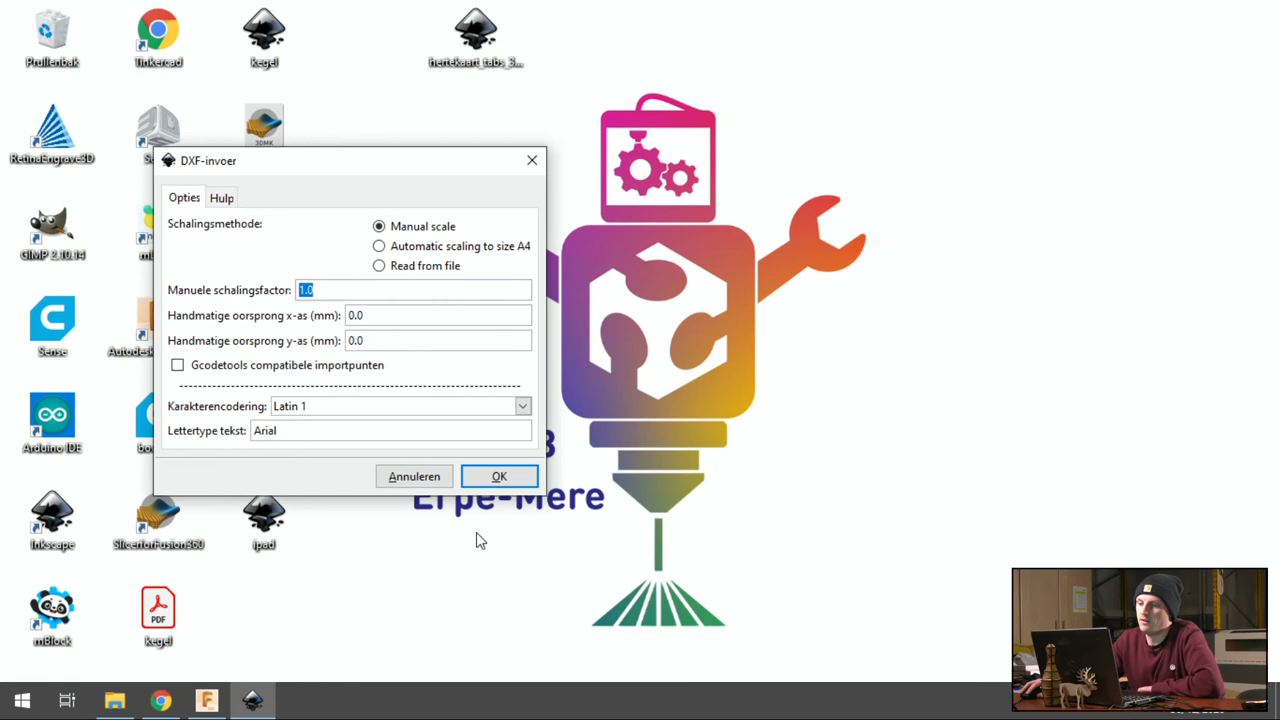 Prullenbak
Tinkercad
kegel
hertekaart_tabs_3...
RetinaEngrave3D
3DMK
GIMP 2.10.14
Sense
Autodesk
Arduino IDE
Inkscape
SlicerforFusion360
ipad
mBlock
PDF
kegel
DXF-invoer
Opties
Hulp
Schalingsmethode:
Manual scale
Automatic scaling to size A4
Read from file
Manuele schalingsfactor: 1.0
Handmatige oorsprong x-as (mm): 0.0
Handmatige oorsprong y-as (mm): 0.0
Gcodetools compatibele importpunten
Karakterencodering: Latin 1
Lettertype tekst: Arial
Annuleren
OK
Erpe-Mere